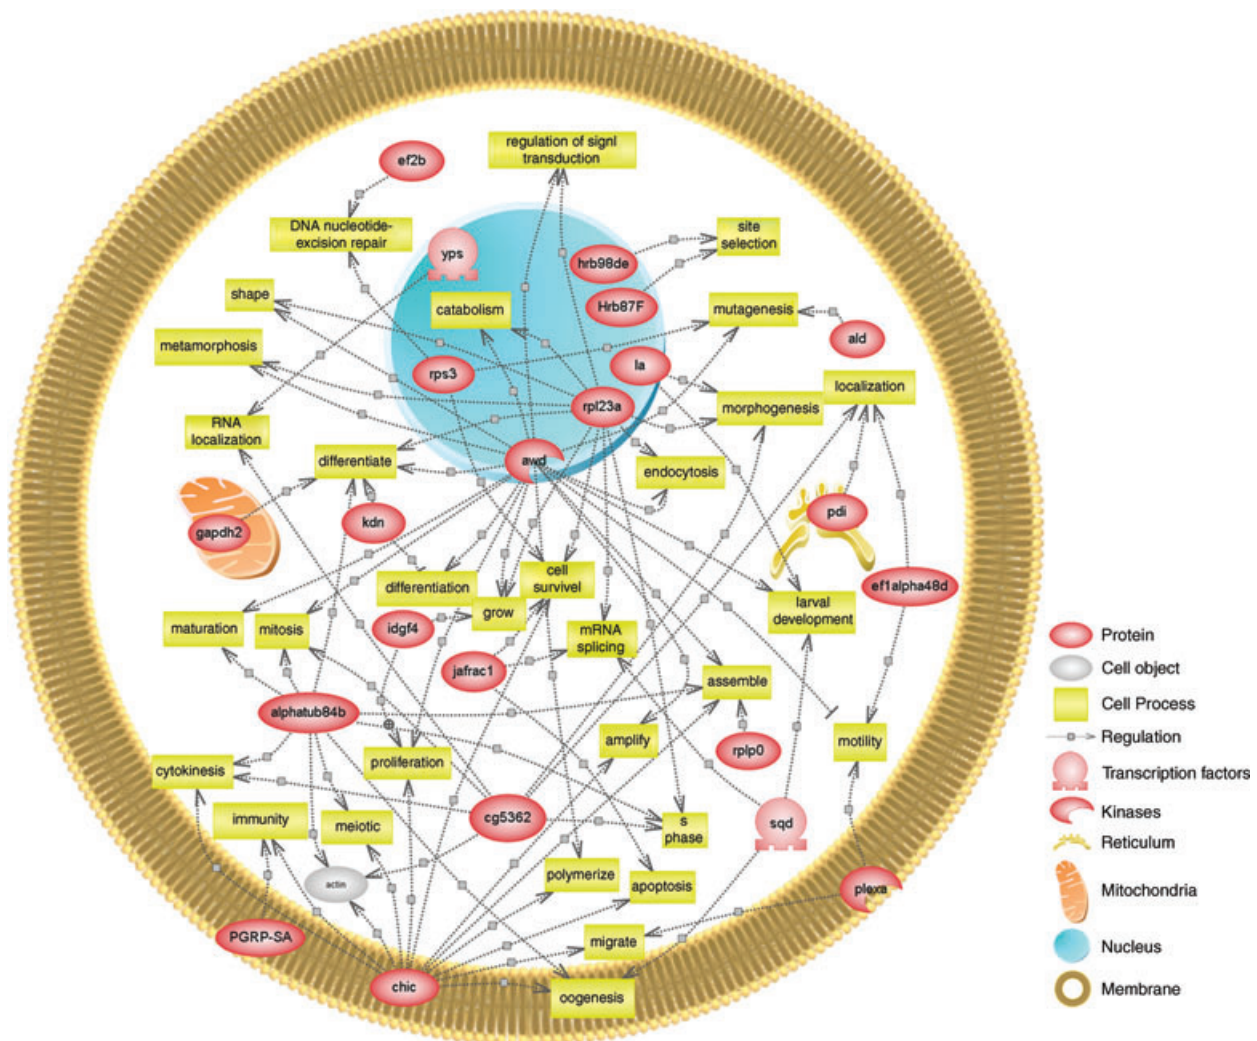 regulation of signl
transduction
ef2b
DNA nucleotide-
excision repair
yps
site
selection
hrb98de
Hrb87F
shape
catabolism
mutagenesis
ald
metamorphosis
rps3
la
localization
rpl23a
morphogenesis
RNA
localization
differentiate
awd
endocytosis
gapdh2
kdn
pdi
differentiation
cell
survivel
ef1alpha48d
grow
larval
development
maturation
mitosis
idgf4
mRNA
splicing
jafrac1
assemble
alphatub84b
amplify
rplp0
motility
cytokinesis
proliferation
immunity
meiotic
cg5362
s
phase
sqd
actin
polymerize
apoptosis
plexa
PGRP-SA
migrate
chic
oogenesis
Protein
Cell object
Cell Process
Regulation
Transcription factors
Kinases
Reticulum
Mitochondria
Nucleus
Membrane